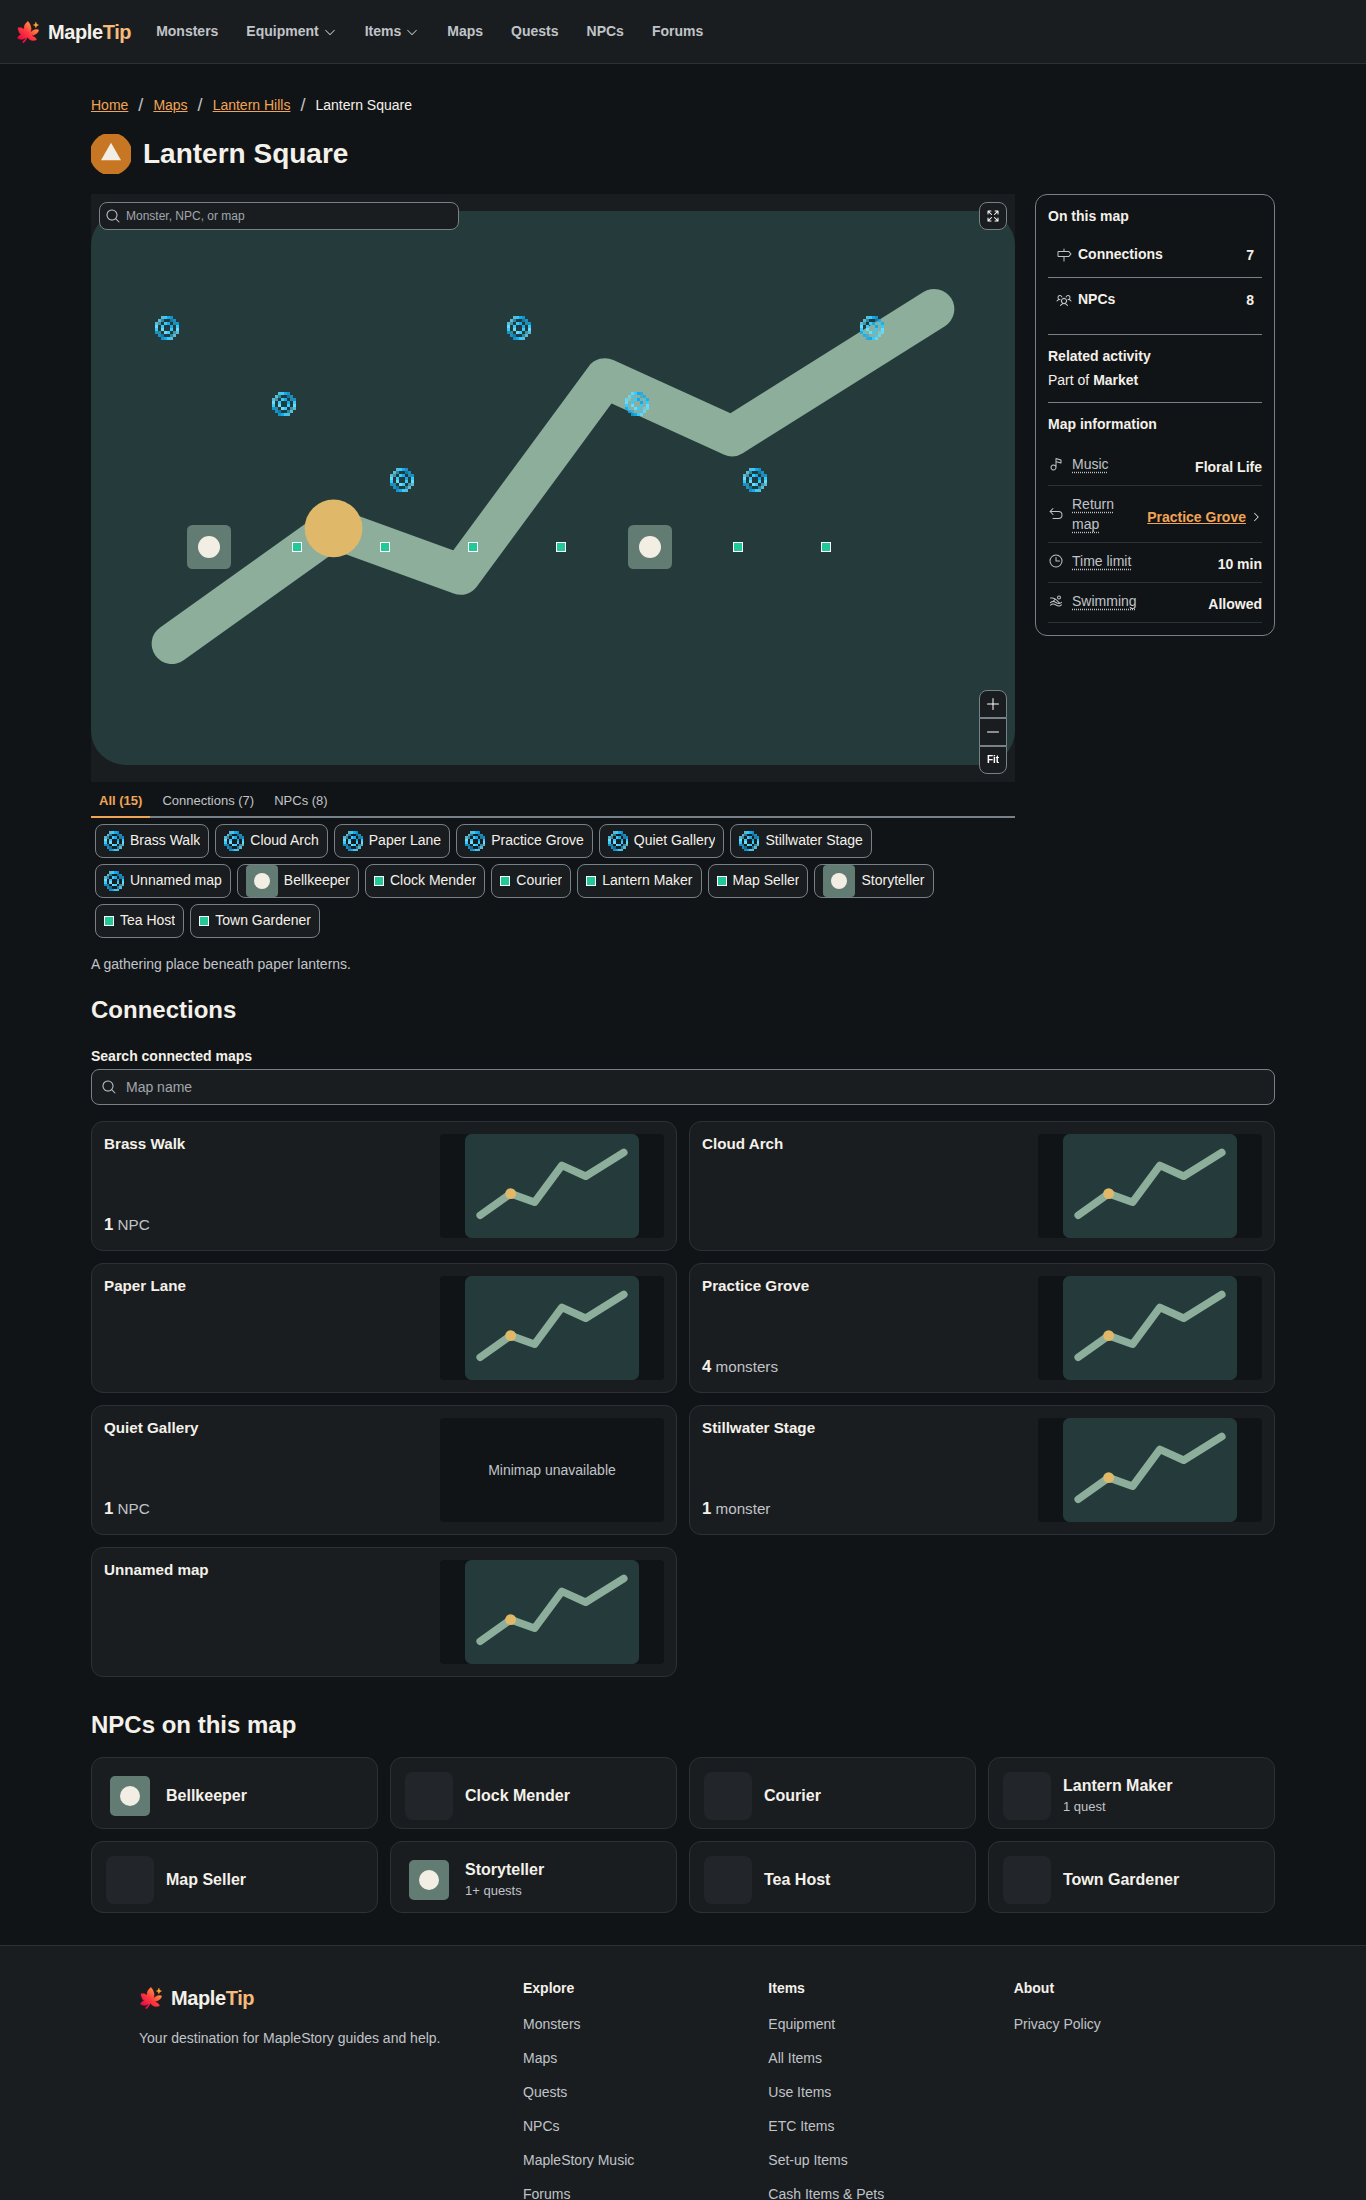 MapleTip Monsters Equipment Items Maps Quests NPCs Forums
Home / Maps / Lantern Hills / Lantern Square
Lantern Square
Monster, NPC, or map
Fit
On this map
Connections 7
NPCs 8
Related activity
Part of Market
Map information
Music Floral Life
Return map Practice Grove
Time limit 10 min
Swimming Allowed
All (15) Connections (7) NPCs (8)
Brass Walk Cloud Arch Paper Lane Practice Grove Quiet Gallery Stillwater Stage
Unnamed map Bellkeeper Clock Mender Courier Lantern Maker Map Seller Storyteller
Tea Host Town Gardener
A gathering place beneath paper lanterns.
Connections
Search connected maps
Map name
Brass Walk
1 NPC
Cloud Arch
Paper Lane
Practice Grove
4 monsters
Quiet Gallery
Minimap unavailable
1 NPC
Stillwater Stage
1 monster
Unnamed map
NPCs on this map
Bellkeeper
Clock Mender
Courier
Lantern Maker
1 quest
Map Seller
Storyteller
1+ quests
Tea Host
Town Gardener
MapleTip
Your destination for MapleStory guides and help.
Explore
Monsters
Maps
Quests
NPCs
MapleStory Music
Forums
Items
Equipment
All Items
Use Items
ETC Items
Set-up Items
Cash Items & Pets
About
Privacy Policy